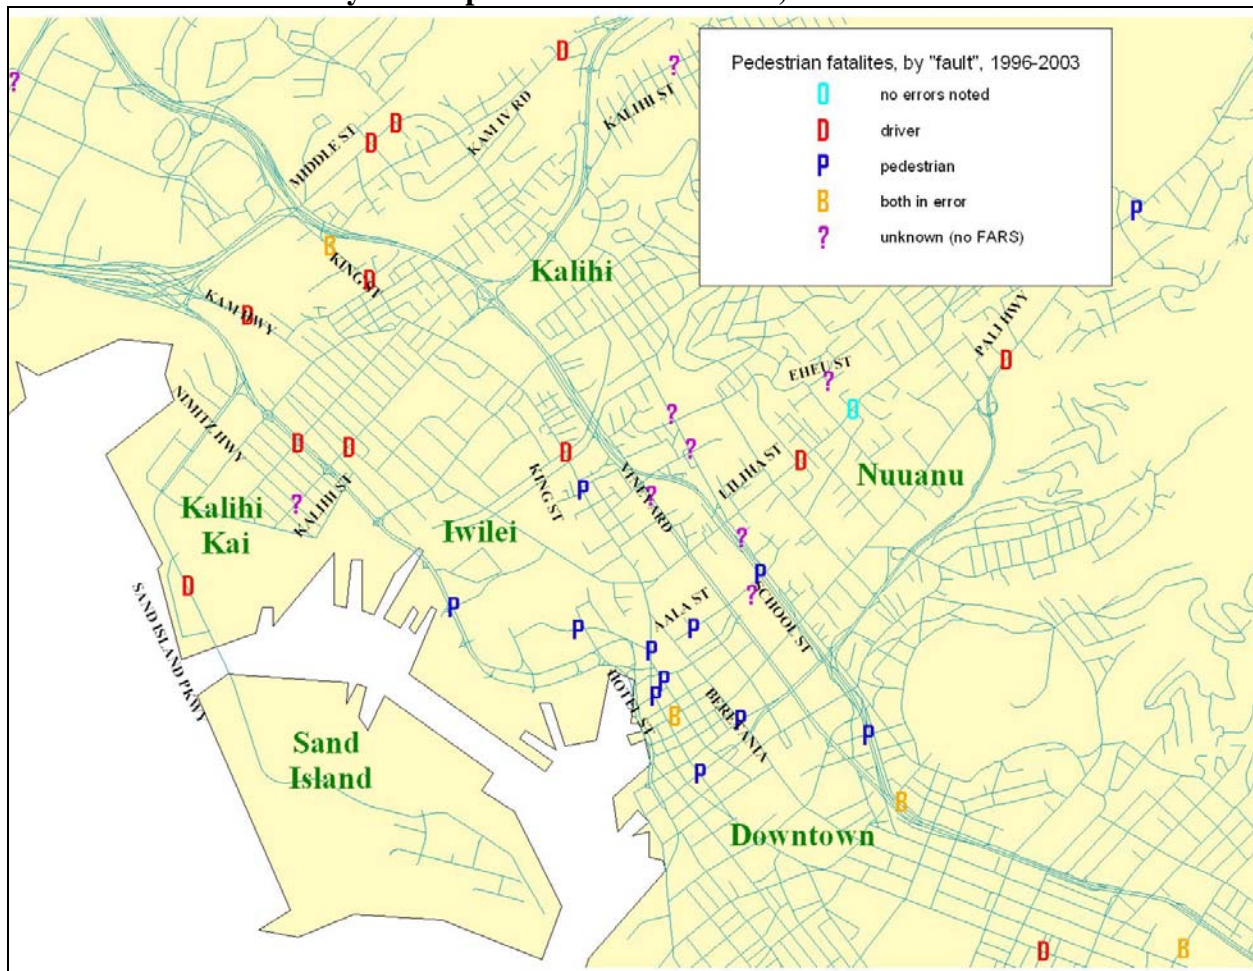 Pedestrian fatalites, by "fault", 1996-2003
0 no errors noted
D driver
P pedestrian
B both in error
? unknown (no FARS)
?
D
?
KALIHI ST
KAM IV RD
D
D
MIDDLE ST
P
B
KING ST
D
Kalihi
KAM HWY
D
PALI HWY
D
EHEU ST
?
NIMITZ HWY
?
0
D
D
D
?
LILIHA ST
D
Nuuanu
KING ST
P
VINEYARD
?
Kalihi
Kai
?
KALIHI ST
Iwilei
?
P
?
SCHOOL ST
D
SAND ISLAND PKWY
P
AALA ST
P
P
P
P
P
HOTEL ST
B
BERETANIA
P
P
Sand
Island
P
B
Downtown
D
B